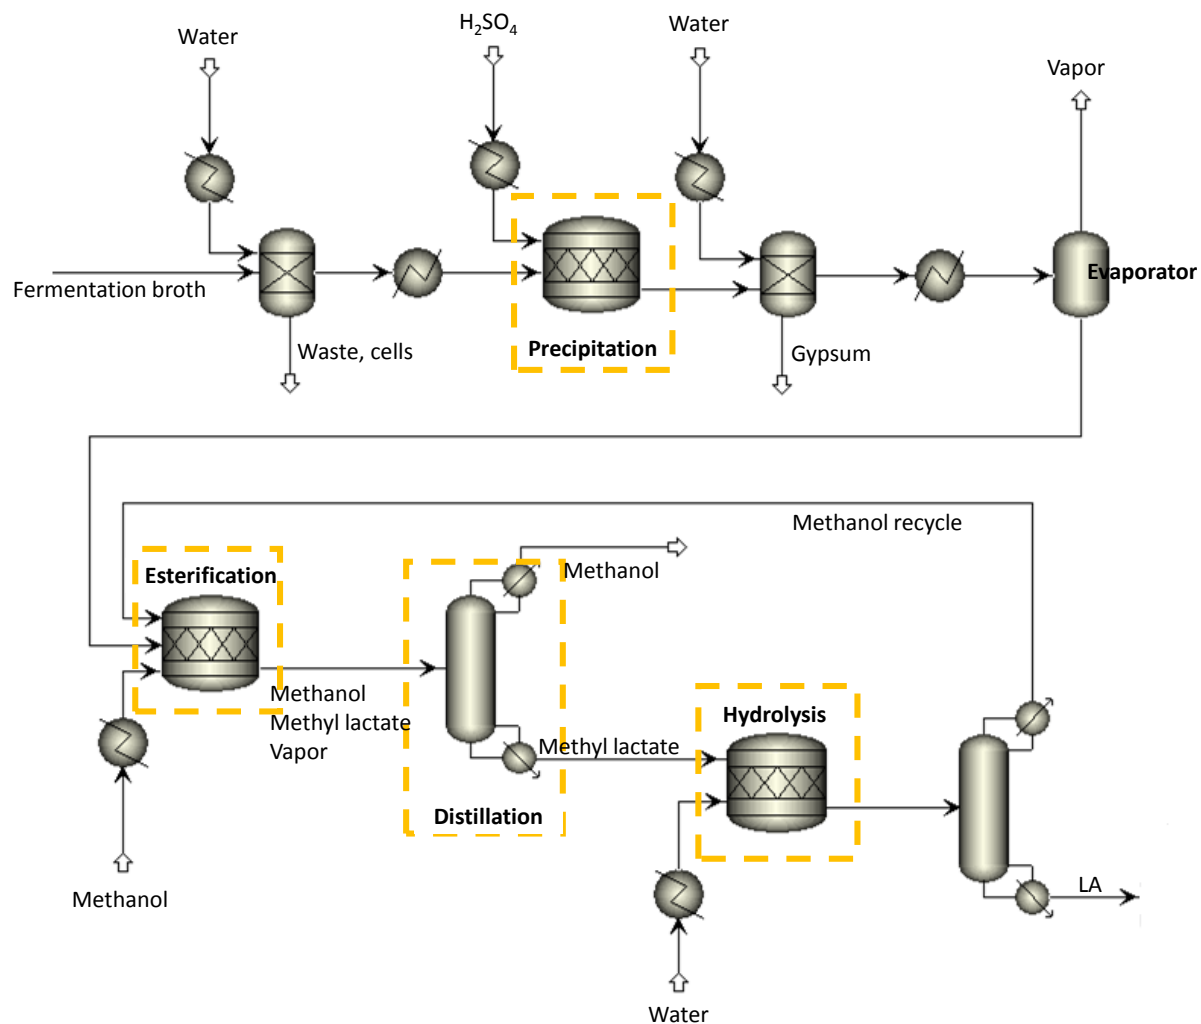 Water
H₂SO₄
Water
Vapor
Fermentation broth
Evaporator
Waste, cells
Precipitation
Gypsum
Methanol recycle
Esterification
Methanol
Methanol
Methyl lactate
Vapor
Hydrolysis
Methyl lactate
Distillation
Methanol
LA
Water